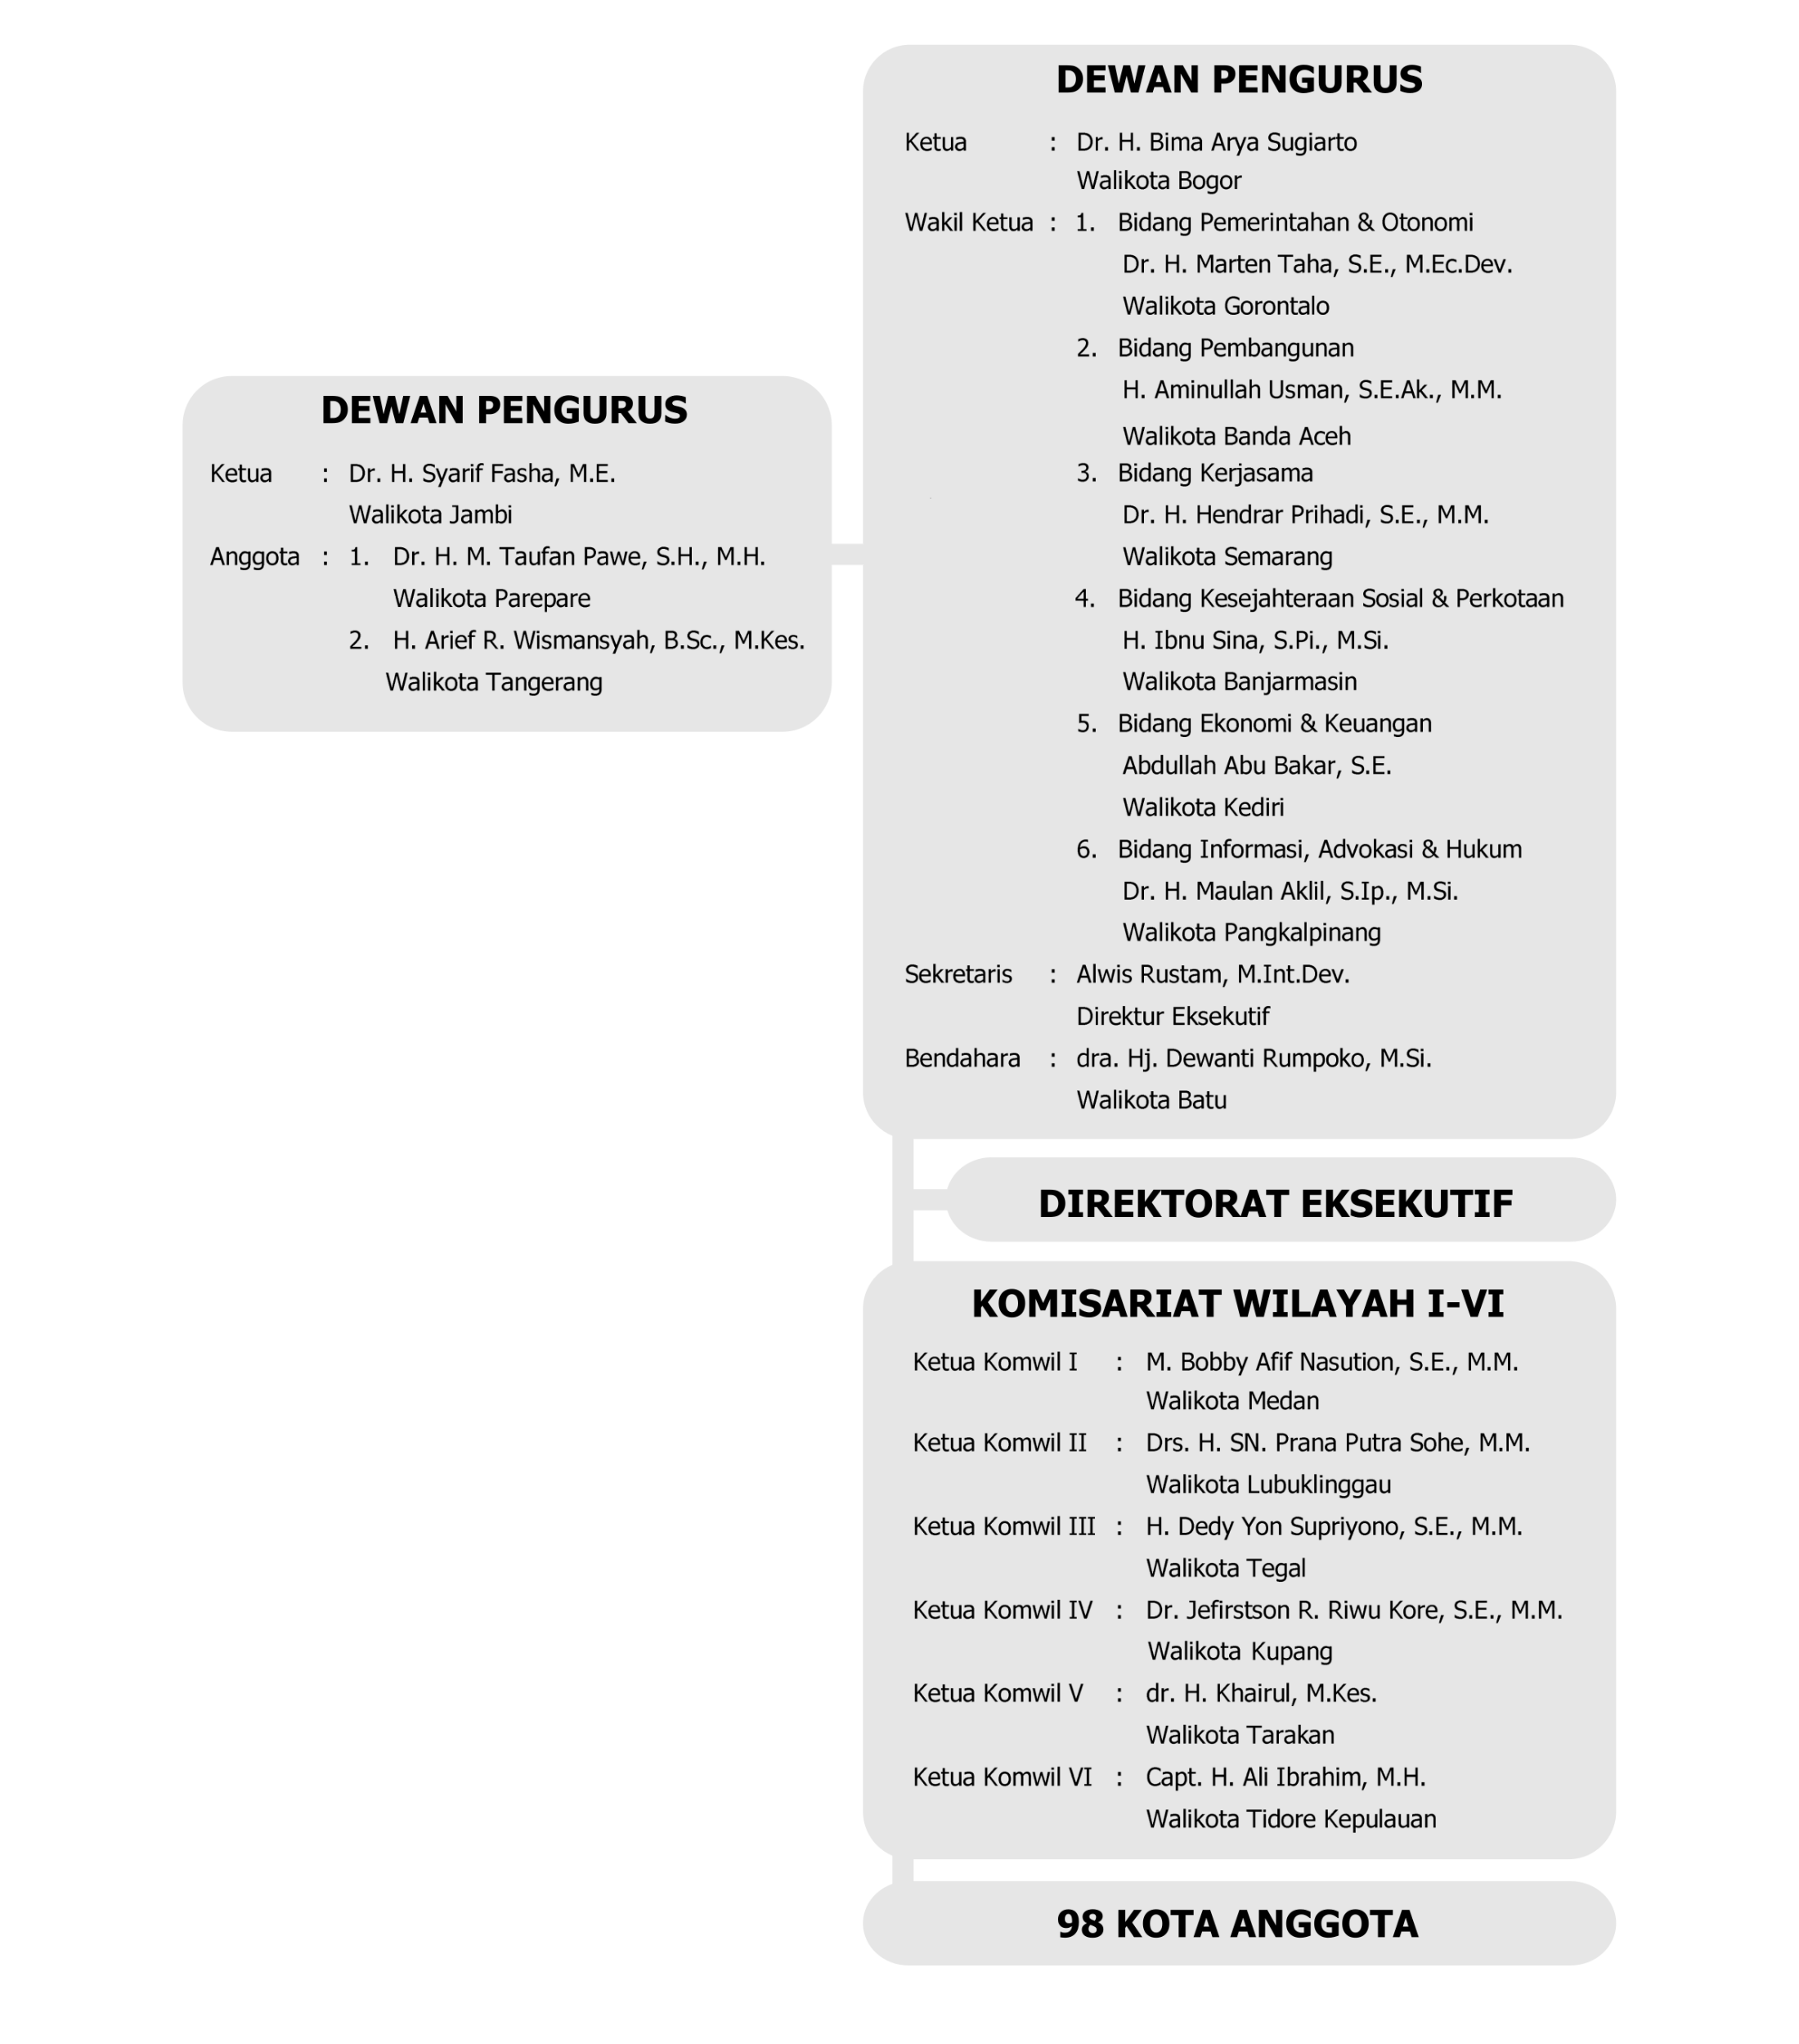 DEWAN PENGURUS
Ketua : Dr. H. Syarif Fasha, M.E.
Walikota Jambi
Anggota : 1. Dr. H. M. Taufan Pawe, S.H., M.H.
Walikota Parepare
2. H. Arief R. Wismansyah, B.Sc., M.Kes.
Walikota Tangerang
DEWAN PENGURUS
Ketua : Dr. H. Bima Arya Sugiarto
Walikota Bogor
Wakil Ketua : 1. Bidang Pemerintahan & Otonomi
Dr. H. Marten Taha, S.E., M.Ec.Dev.
Walikota Gorontalo
2. Bidang Pembangunan
H. Aminullah Usman, S.E.Ak., M.M.
Walikota Banda Aceh
3. Bidang Kerjasama
Dr. H. Hendrar Prihadi, S.E., M.M.
Walikota Semarang
4. Bidang Kesejahteraan Sosial & Perkotaan
H. Ibnu Sina, S.Pi., M.Si.
Walikota Banjarmasin
5. Bidang Ekonomi & Keuangan
Abdullah Abu Bakar, S.E.
Walikota Kediri
6. Bidang Informasi, Advokasi & Hukum
Dr. H. Maulan Aklil, S.Ip., M.Si.
Walikota Pangkalpinang
Sekretaris : Alwis Rustam, M.Int.Dev.
Direktur Eksekutif
Bendahara : dra. Hj. Dewanti Rumpoko, M.Si.
Walikota Batu
DIREKTORAT EKSEKUTIF
KOMISARIAT WILAYAH I-VI
Ketua Komwil I : M. Bobby Afif Nasution, S.E., M.M.
Walikota Medan
Ketua Komwil II : Drs. H. SN. Prana Putra Sohe, M.M.
Walikota Lubuklinggau
Ketua Komwil III : H. Dedy Yon Supriyono, S.E., M.M.
Walikota Tegal
Ketua Komwil IV : Dr. Jefirstson R. Riwu Kore, S.E., M.M.
Walikota Kupang
Ketua Komwil V : dr. H. Khairul, M.Kes.
Walikota Tarakan
Ketua Komwil VI : Capt. H. Ali Ibrahim, M.H.
Walikota Tidore Kepulauan
98 KOTA ANGGOTA